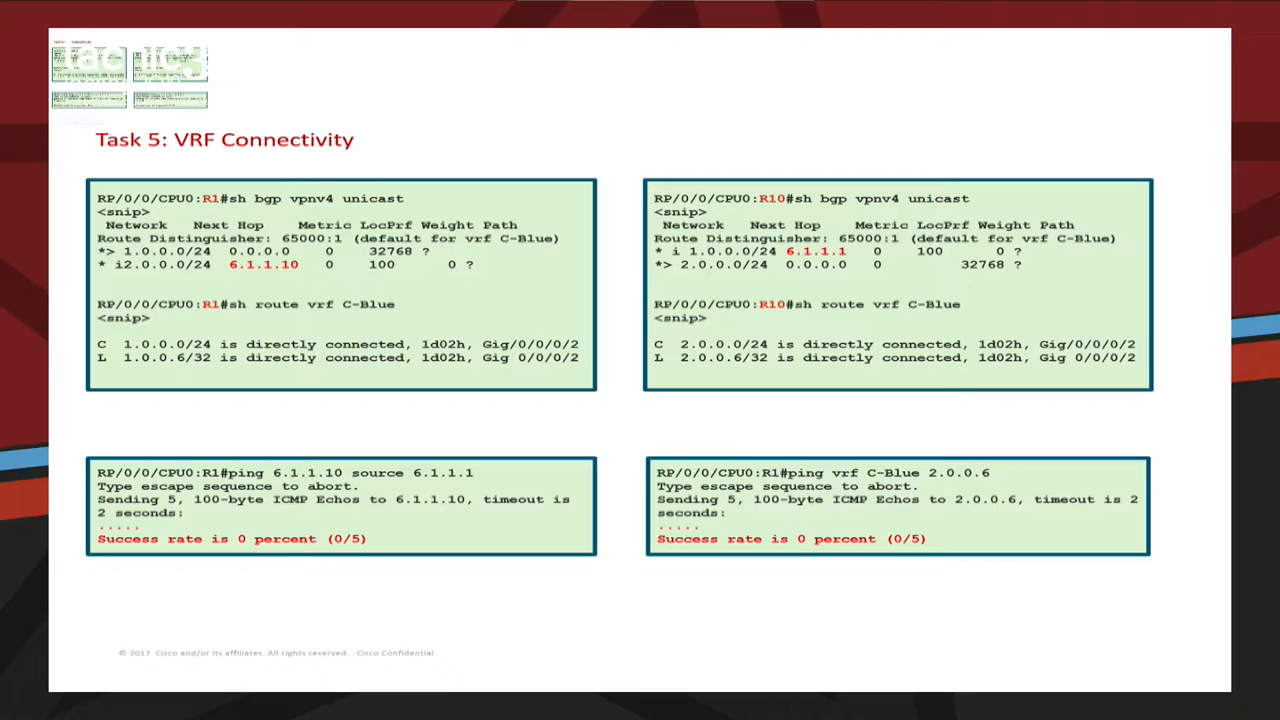 Task 5: VRF Connectivity
RP/0/0/CPU0:R1#sh bgp vpnv4 unicast
<snip>
Network Next Hop Metric LocPrf Weight Path
Route Distinguisher: 65000:1 (default for vrf C-Blue)
*> 1.0.0.0/24 0.0.0.0 0 32768 ?
* i2.0.0.0/24 6.1.1.10 0 100 0 ?
RP/0/0/CPU0:R1#sh route vrf C-Blue
<snip>
C 1.0.0.0/24 is directly connected, 1d02h, Gig/0/0/0/2
L 1.0.0.6/32 is directly connected, 1d02h, Gig 0/0/0/2
RP/0/0/CPU0:R10#sh bgp vpnv4 unicast
<snip>
Network Next Hop Metric LocPrf Weight Path
Route Distinguisher: 65000:1 (default for vrf C-Blue)
* i 1.0.0.0/24 6.1.1.1 0 100 0 ?
*> 2.0.0.0/24 0.0.0.0 0 32768 ?
RP/0/0/CPU0:R10#sh route vrf C-Blue
<snip>
C 2.0.0.0/24 is directly connected, 1d02h, Gig/0/0/0/2
L 2.0.0.6/32 is directly connected, 1d02h, Gig 0/0/0/2
RP/0/0/CPU0:R1#ping 6.1.1.10 source 6.1.1.1
Type escape sequence to abort.
Sending 5, 100-byte ICMP Echos to 6.1.1.10, timeout is
2 seconds:
.....
Success rate is 0 percent (0/5)
RP/0/0/CPU0:R1#ping vrf C-Blue 2.0.0.6
Type escape sequence to abort.
Sending 5, 100-byte ICMP Echos to 2.0.0.6, timeout is 2
seconds:
.....
Success rate is 0 percent (0/5)
© 2017 Cisco and/or its affiliates. All rights reserved. Cisco Confidential